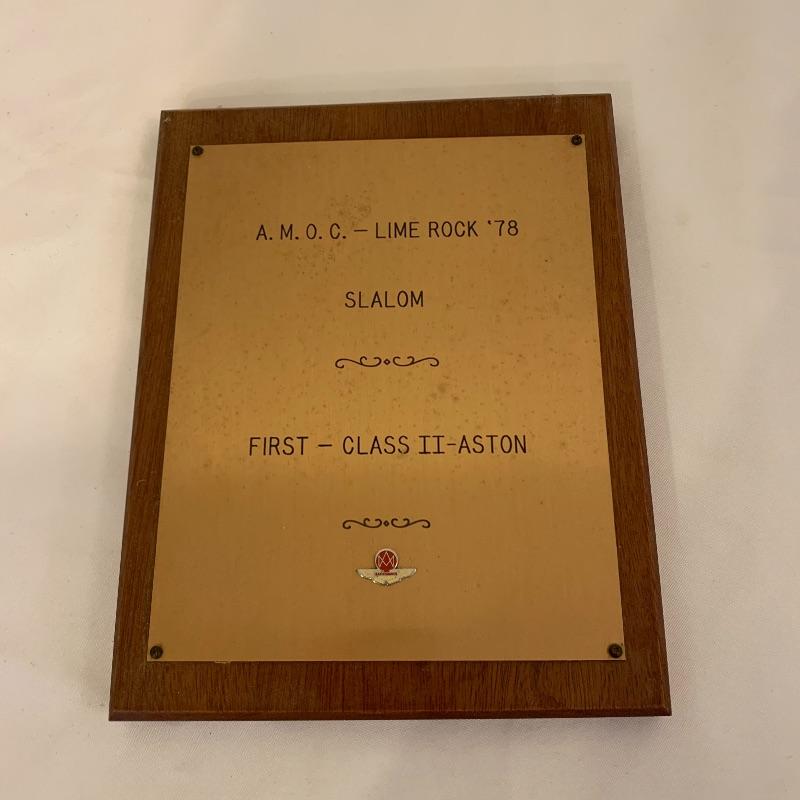 A. M. O. C. – LIME ROCK '78
SLALOM
FIRST – CLASS II-ASTON